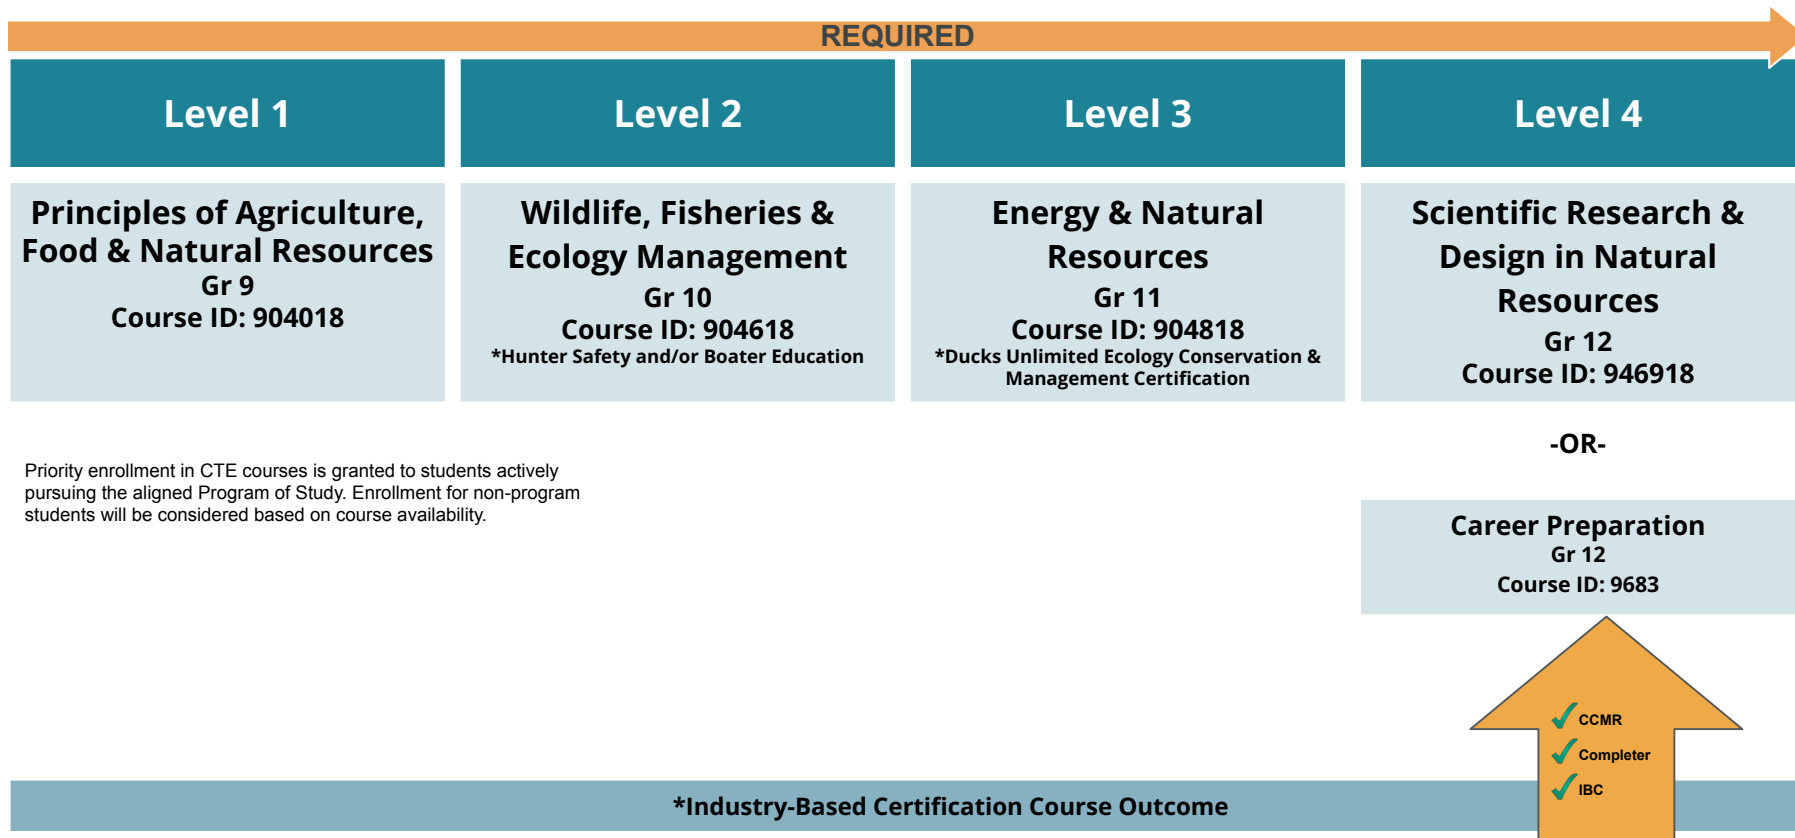 REQUIRED
Level 1
Level 2
Level 3
Level 4
Principles of Agriculture,
Food & Natural Resources
Gr 9
Course ID: 904018
Wildlife, Fisheries &
Ecology Management
Gr 10
Course ID: 904618
*Hunter Safety and/or Boater Education
Energy & Natural
Resources
Gr 11
Course ID: 904818
*Ducks Unlimited Ecology Conservation &
Management Certification
Scientific Research &
Design in Natural
Resources
Gr 12
Course ID: 946918
-OR-
Priority enrollment in CTE courses is granted to students actively
pursuing the aligned Program of Study. Enrollment for non-program
students will be considered based on course availability.
Career Preparation
Gr 12
Course ID: 9683
CCMR
Completer
IBC
*Industry-Based Certification Course Outcome